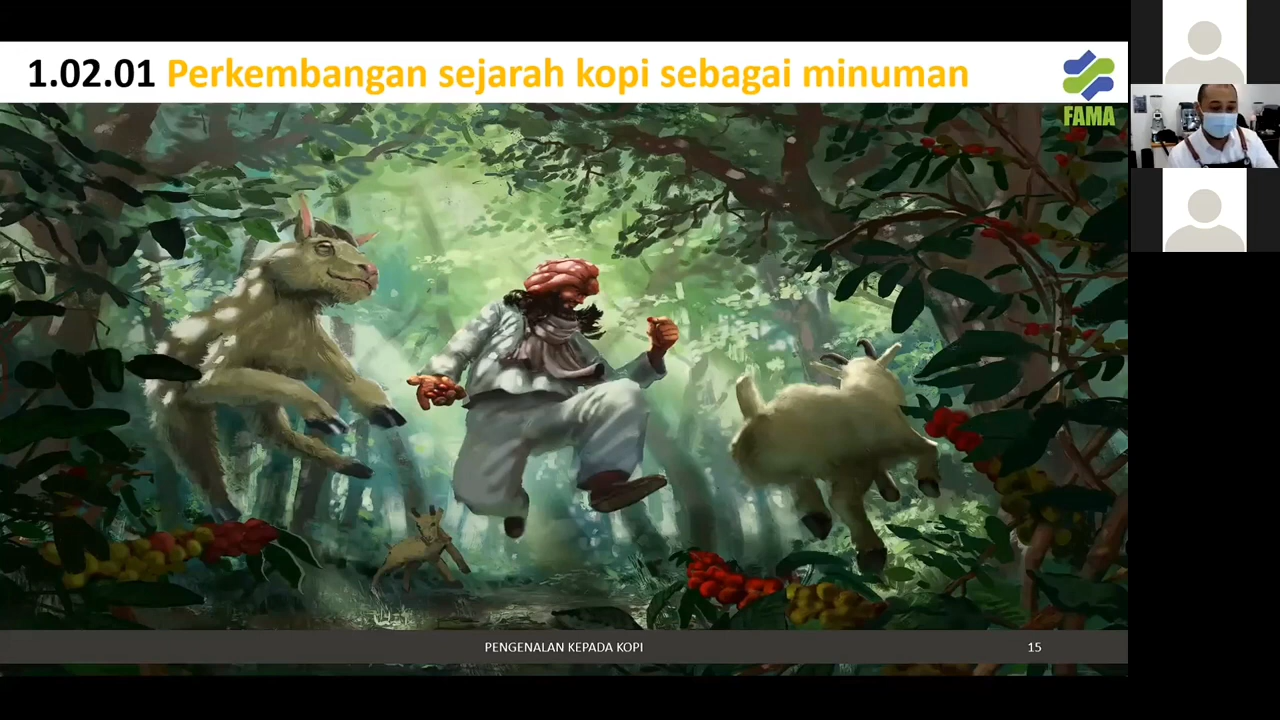 1.02.01 Perkembangan sejarah kopi sebagai minuman
FAMA
PENGENALAN KEPADA KOPI 15